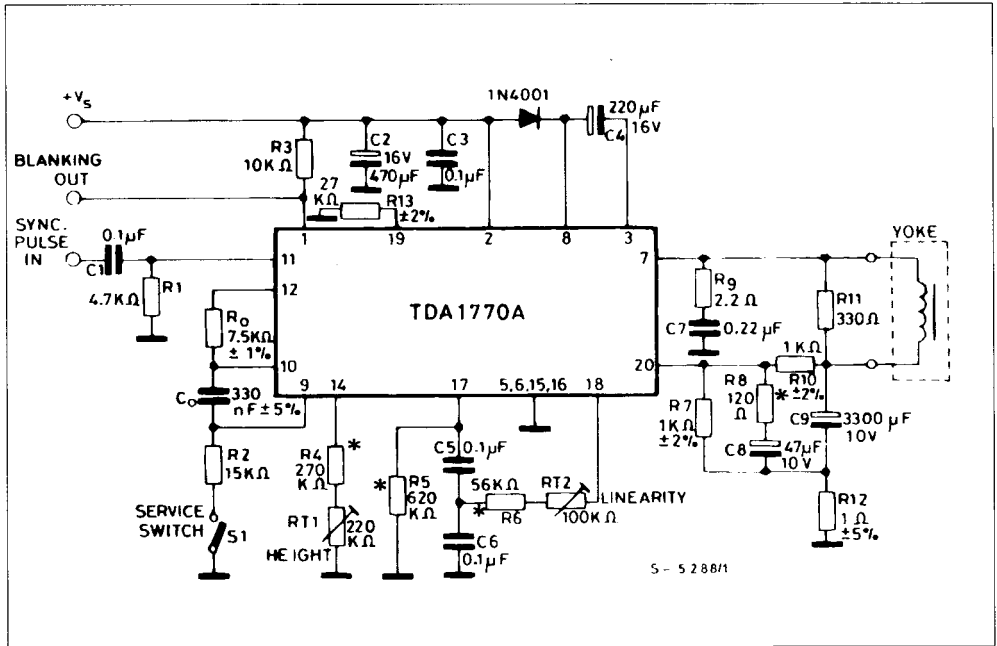 1N4001
220µF
16V
C4
+Vs
R3
10KΩ
C2
16V
470µF
C3
0.1µF
BLANKING
OUT
27
KΩ
R13
±2%
SYNC.
PULSE
IN
0.1µF
C1
4.7KΩ
R1
1
19
2
8
3
11
12
10
9
14
17
5,6,15,16
18
7
20
TDA1770A
Ro
7.5KΩ
± 1%
Co
330
nF ±5%
R2
15KΩ
SERVICE
SWITCH
S1
R4
*
270
KΩ
RT1
220
KΩ
HEIGHT
*
R5
620
KΩ
C5
0.1µF
56KΩ
*
R6
RT2
100KΩ
LINEARITY
C6
0.1µF
YOKE
R9
2.2 Ω
C7
0.22µF
R11
330Ω
1KΩ
R10
±2%
R8
120
Ω
*
R7
1KΩ
±2%
C9
3300 µF
10V
C8
47µF
10V
R12
1Ω
±5%
S - 5288/1